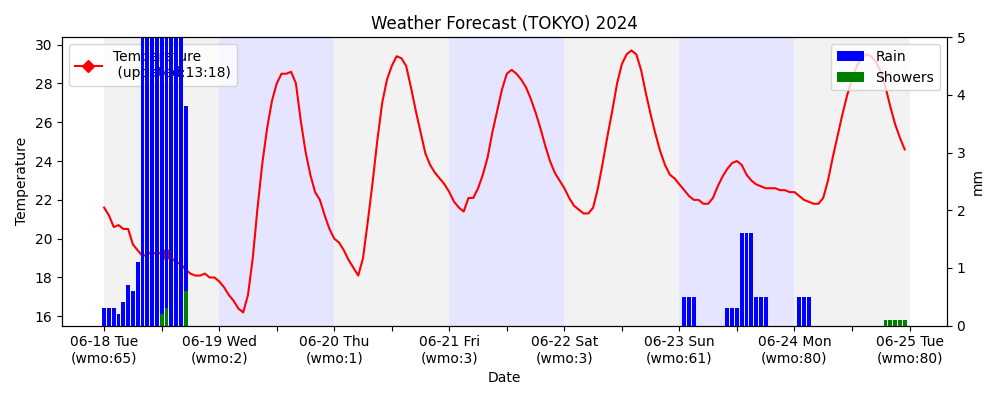 Weather Forecast (TOKYO) 2024
Temperature
30
28
26
24
22
20
18
16
Rain
Showers
5
4
3
2
1
0
mm
06-18 Tue
(wmo:65)
06-19 Wed
(wmo:2)
06-20 Thu
(wmo:1)
06-21 Fri
(wmo:3)
06-22 Sat
(wmo:3)
06-23 Sun
(wmo:61)
06-24 Mon
(wmo:80)
06-25 Tue
(wmo:80)
Date